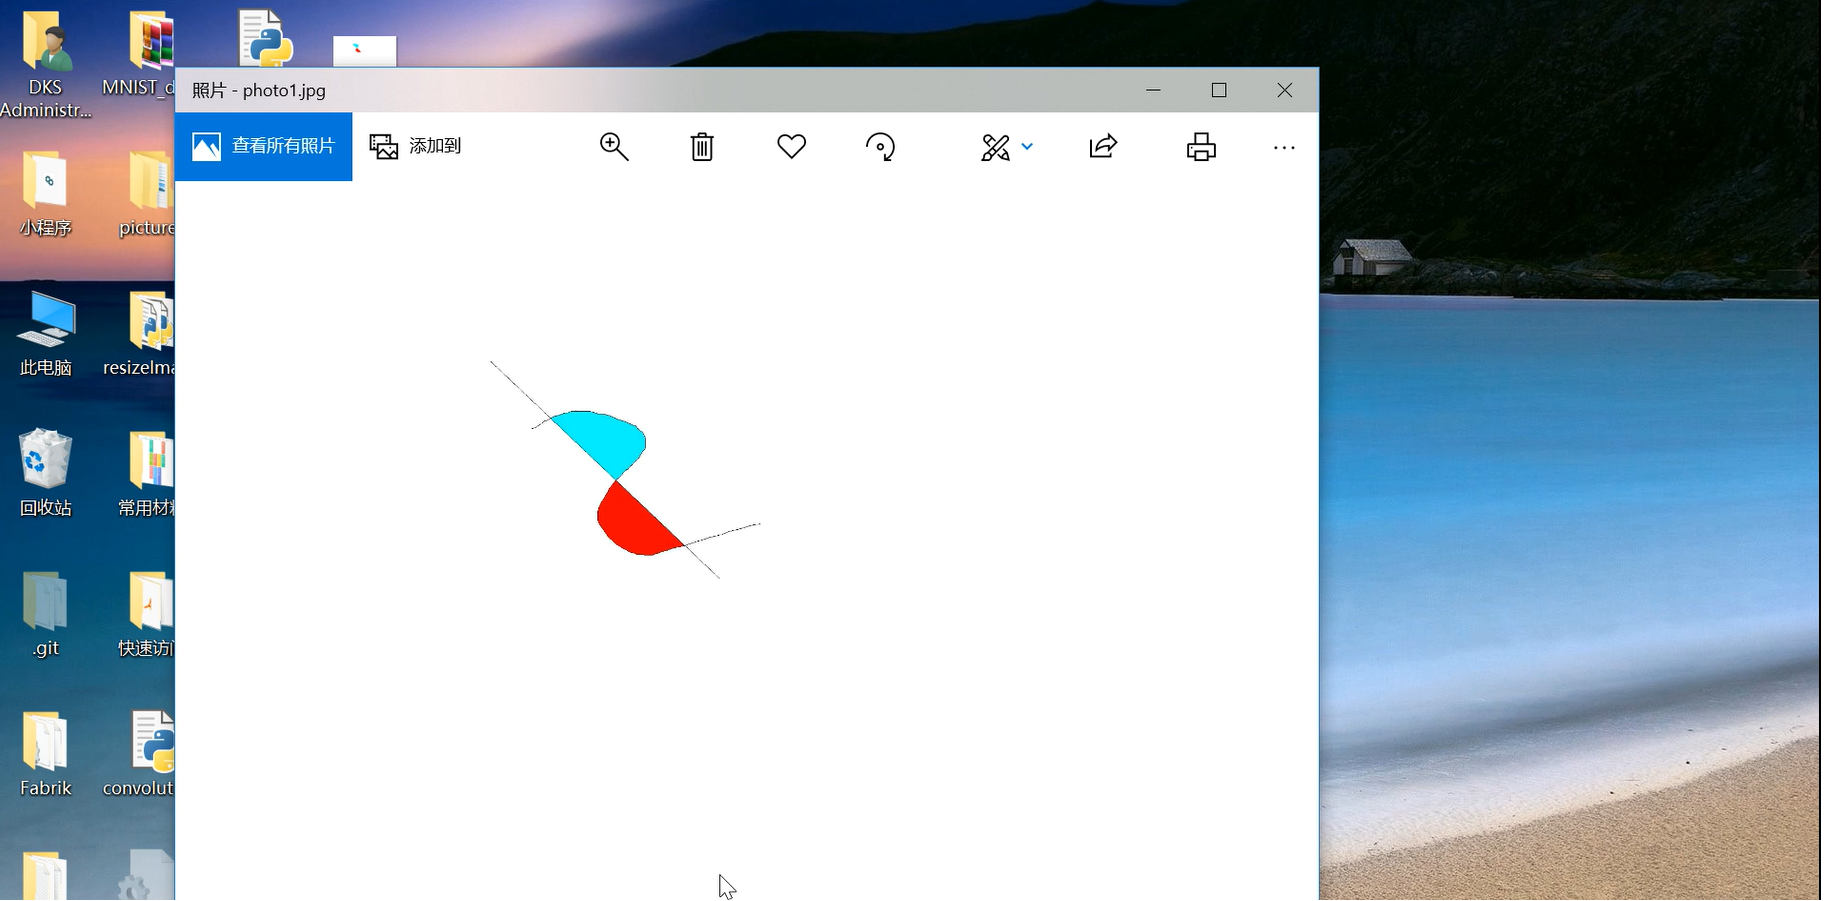 DKS
Administr...
MNIST_d
照片 - photo1.jpg
查看所有照片
添加到
小程序
picture
此电脑
resizeIma
回收站
常用材
.git
快速访
Fabrik
convolut